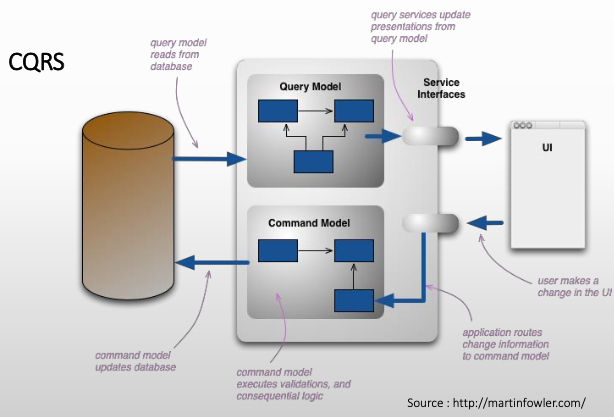 CQRS
query model
reads from
database
query services update
presentations from
query model
Query Model
Service
Interfaces
UI
Command Model
user makes a
change in the UI
application routes
change information
to command model
command model
updates database
command model
executes validations, and
consequential logic
Source : http://martinfowler.com/